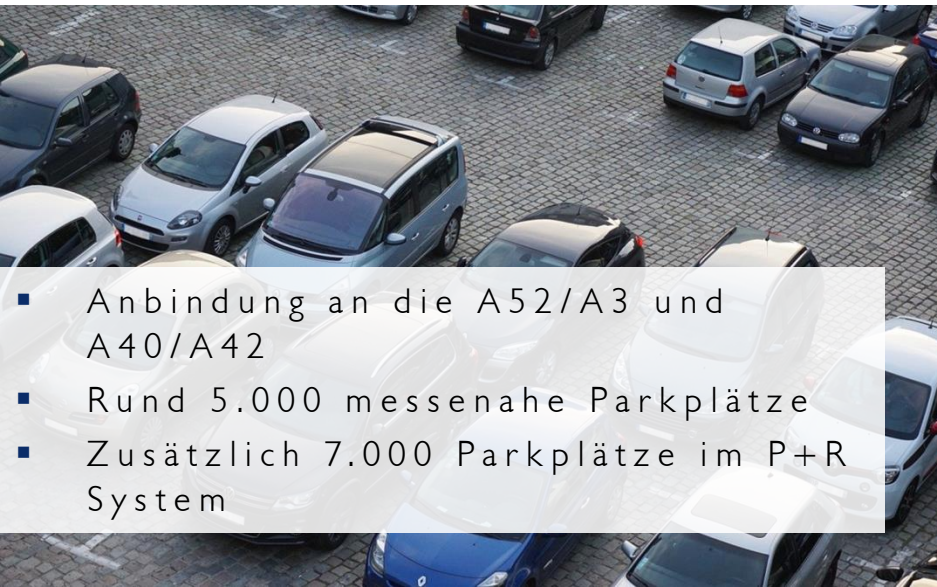 ▪ Anbindung an die A52/A3 und
A40/A42
▪ Rund 5.000 messenahe Parkplätze
▪ Zusätzlich 7.000 Parkplätze im P+R
System